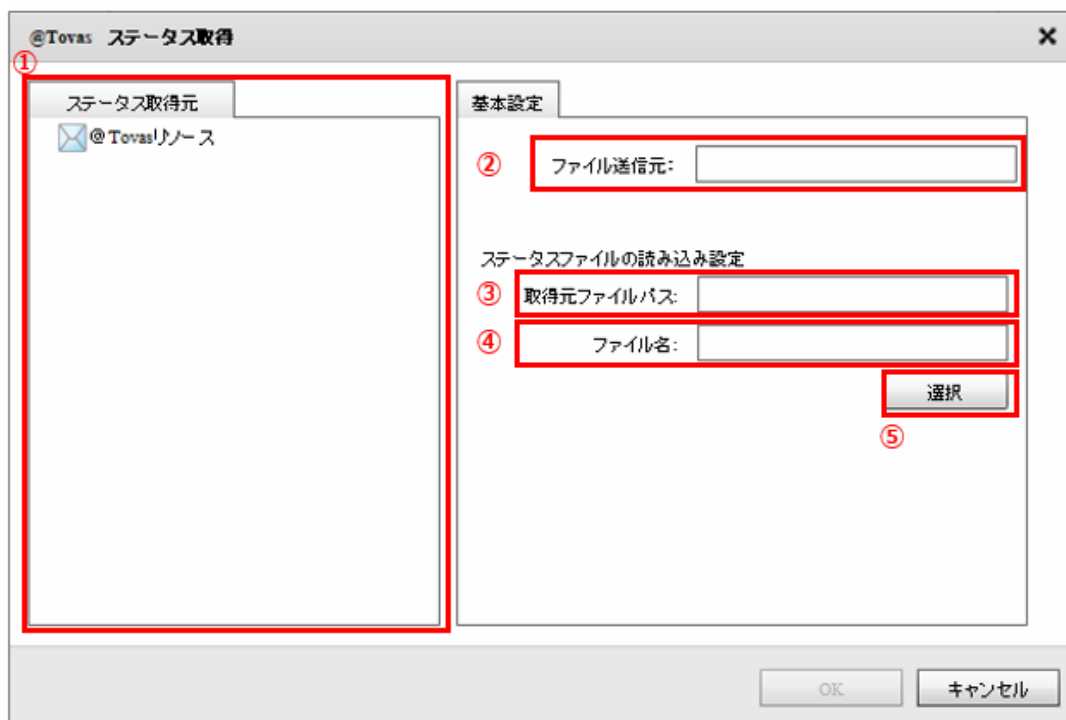 @Tovas ステータス取得
①
ステータス取得元
@Tovasリソース
基本設定
② ファイル送信元:
ステータスファイルの読み込み設定
③ 取得元ファイルパス:
④ ファイル名:
選択
⑤
OK キャンセル